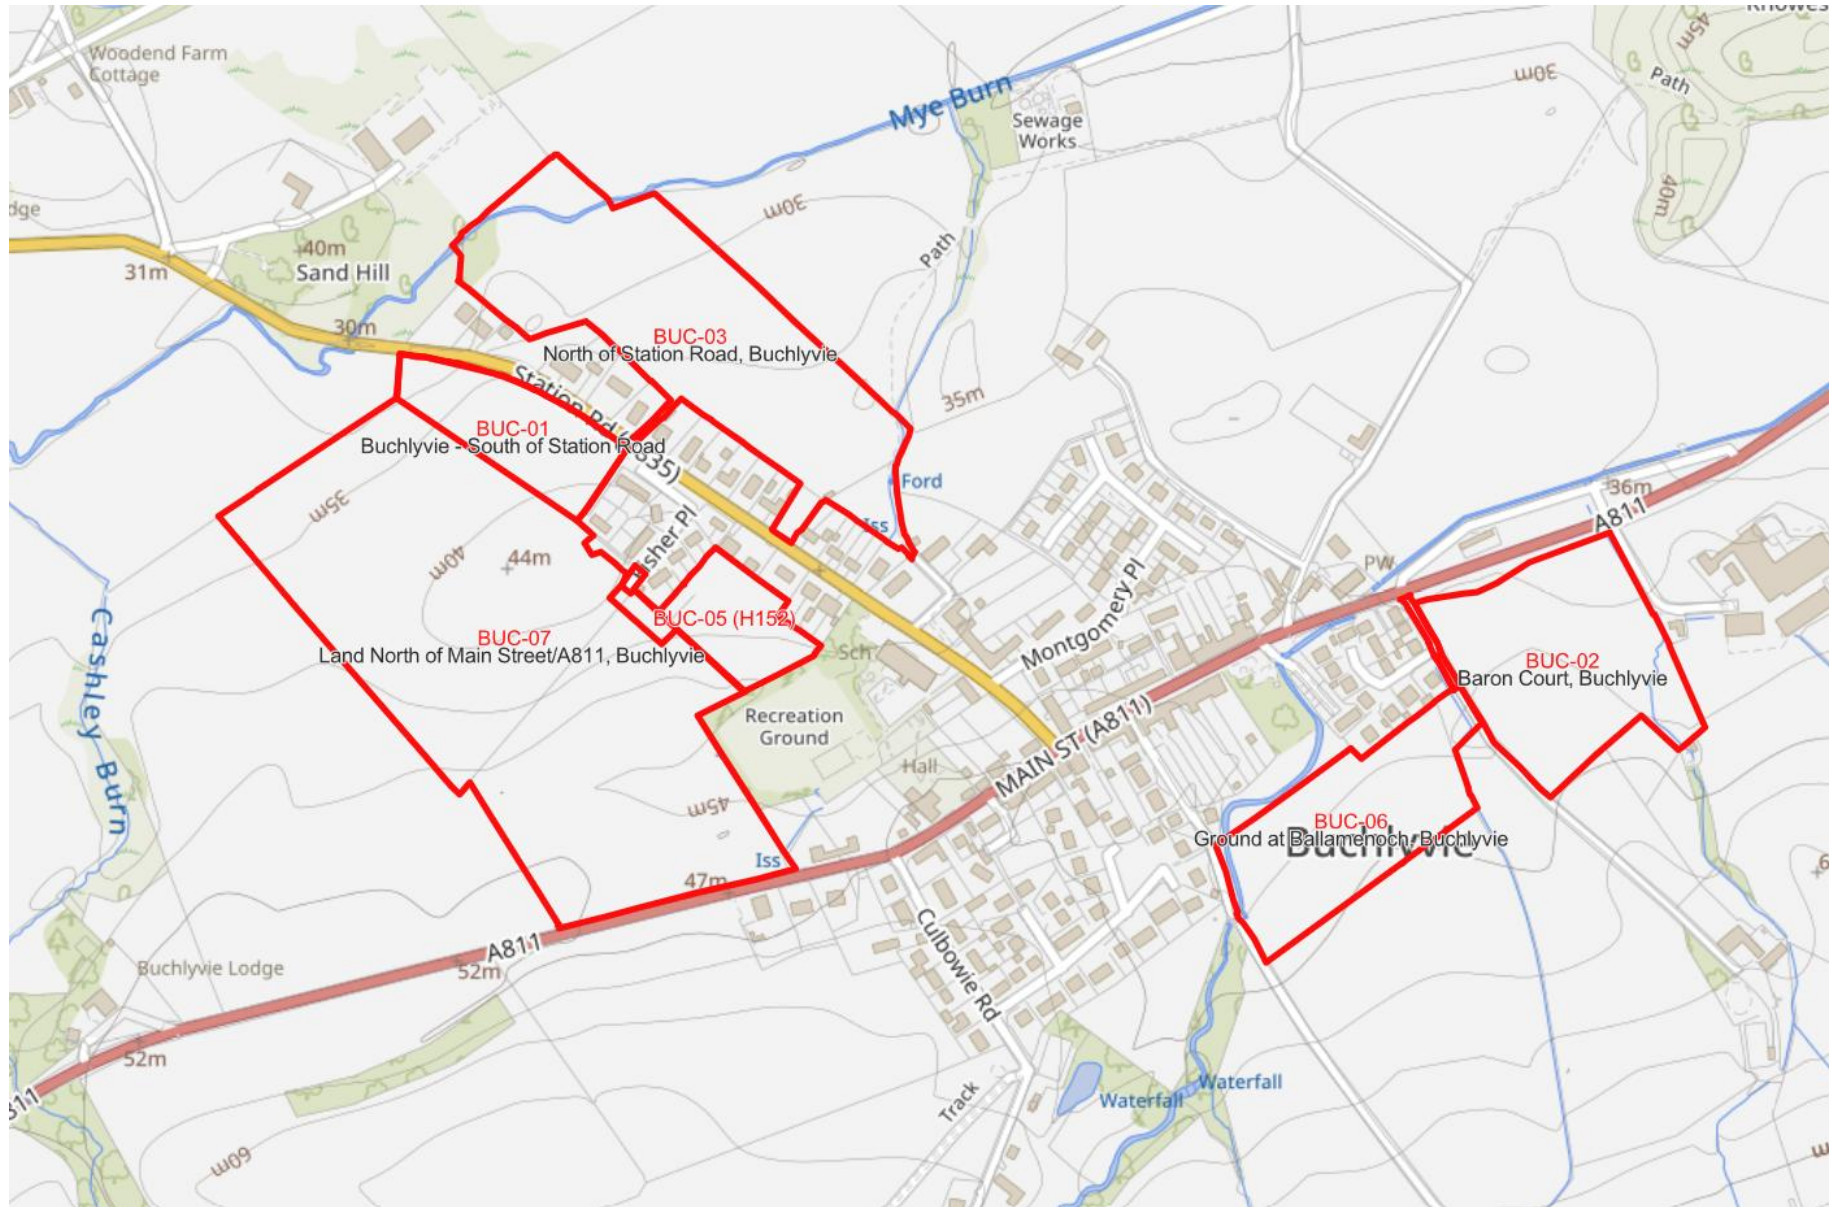 Woodend Farm
Cottage
Mye Burn
Sewage
Works
30m
45m
Path
40m
dge
31m
40m
Sand Hill
30m
30m
Path
BUC-03
North of Station Road, Buchlyvie
35m
BUC-01
Buchlyvie - South of Station Road
35m
Ford
Iss
36m
A811
PW
40m
44m
BUC-05 (H152)
BUC-07
Land North of Main Street/A811, Buchlyvie
Sch
Montgomery Pl
BUC-02
Baron Court, Buchlyvie
Cashley Burn
Recreation
Ground
Hall
MAIN ST (A811)
45m
Iss
47m
BUC-06
Ground at Ballamenoch, Buchlyvie
Buchlyvie
A811
52m
Buchlyvie Lodge
Culbowie Rd
52m
Track
Waterfall
Waterfall
60m